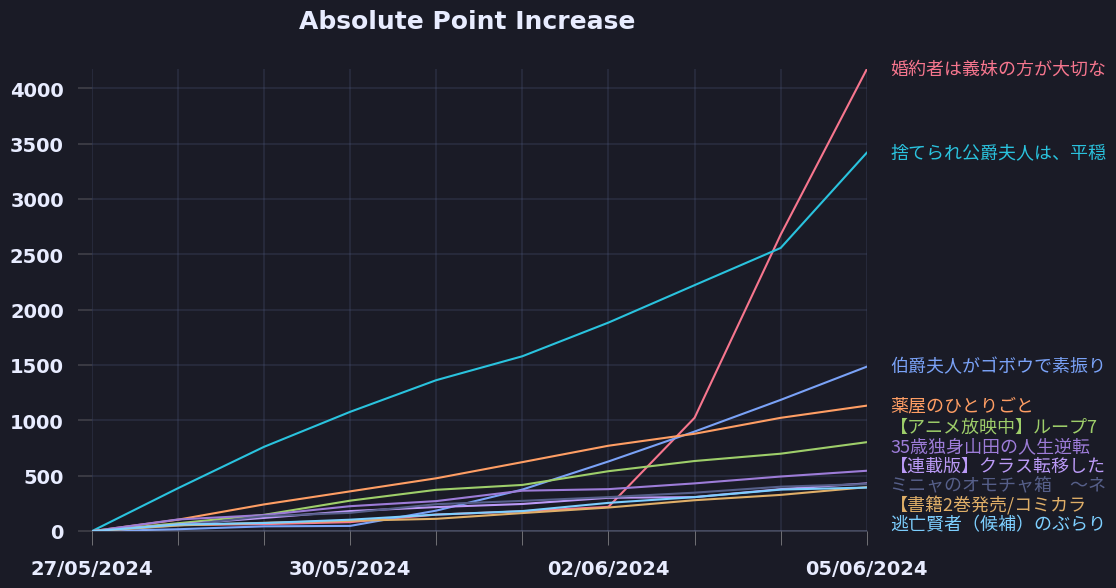 Absolute Point Increase
4000
3500
3000
2500
2000
1500
1000
500
0
27/05/2024
30/05/2024
02/06/2024
05/06/2024
婚約者は義妹の方が大切な
捨てられ公爵夫人は、平穏
伯爵夫人がゴボウで素振り
薬屋のひとりごと
【アニメ放映中】ループ7
35歳独身山田の人生逆転
【連載版】クラス転移した
ミニャのオモチャ箱　～ネ
【書籍2巻発売/コミカラ
逃亡賢者（候補）のぶらり